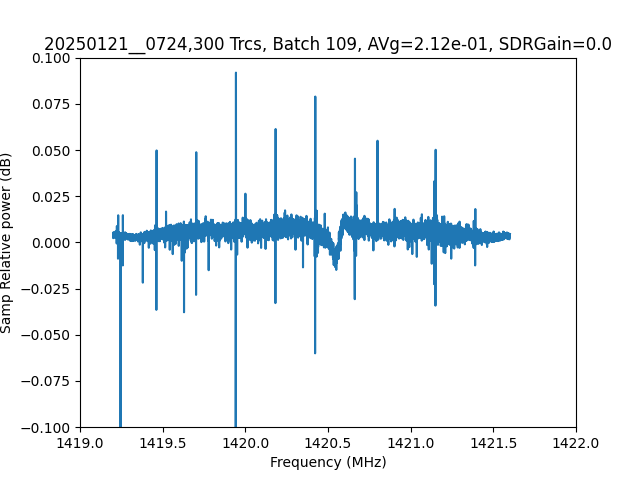 20250121__0724,300 Trcs, Batch 109, AVg=2.12e-01, SDRGain=0.0
0.100
0.075
0.050
0.025
0.000
−0.025
−0.050
−0.075
−0.100
Samp Relative power (dB)
1419.0 1419.5 1420.0 1420.5 1421.0 1421.5 1422.0
Frequency (MHz)